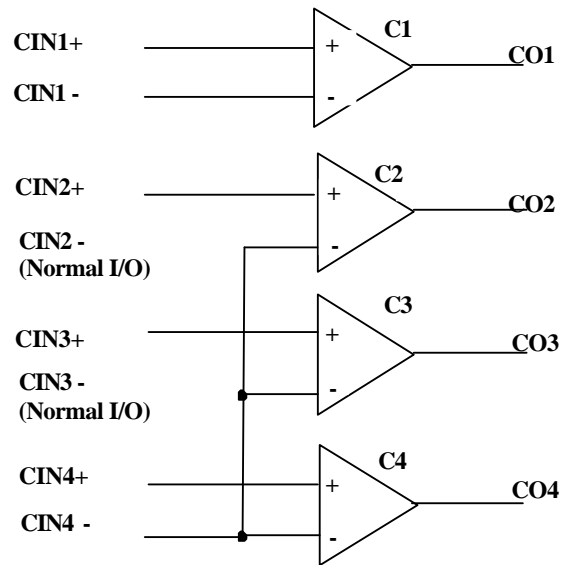 C1
CIN1+
+
CO1
CIN1 -
-
C2
CIN2+
+
CO2
CIN2 -
-
(Normal I/O)
C3
CIN3+
+
CO3
CIN3 -
-
(Normal I/O)
C4
CIN4+
+
CO4
CIN4 -
-